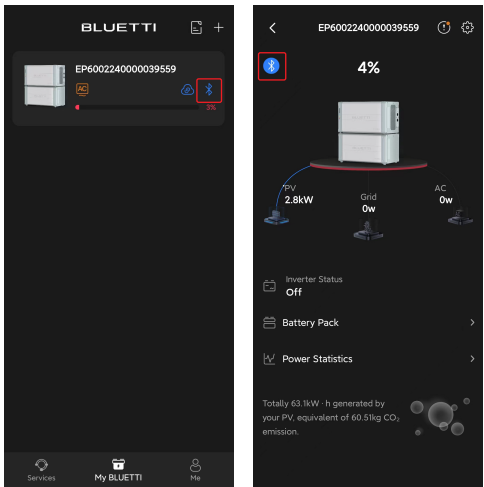 BLUETTI
EP6002240000039559
AC
3%
Services
My BLUETTI
Me
EP6002240000039559
4%
PV
2.8kW
Grid
0w
AC
0w
Inverter Status
Off
Battery Pack
Power Statistics
Totally 63.1kW · h generated by
your PV, equivalent of 60.51kg CO₂
emission.